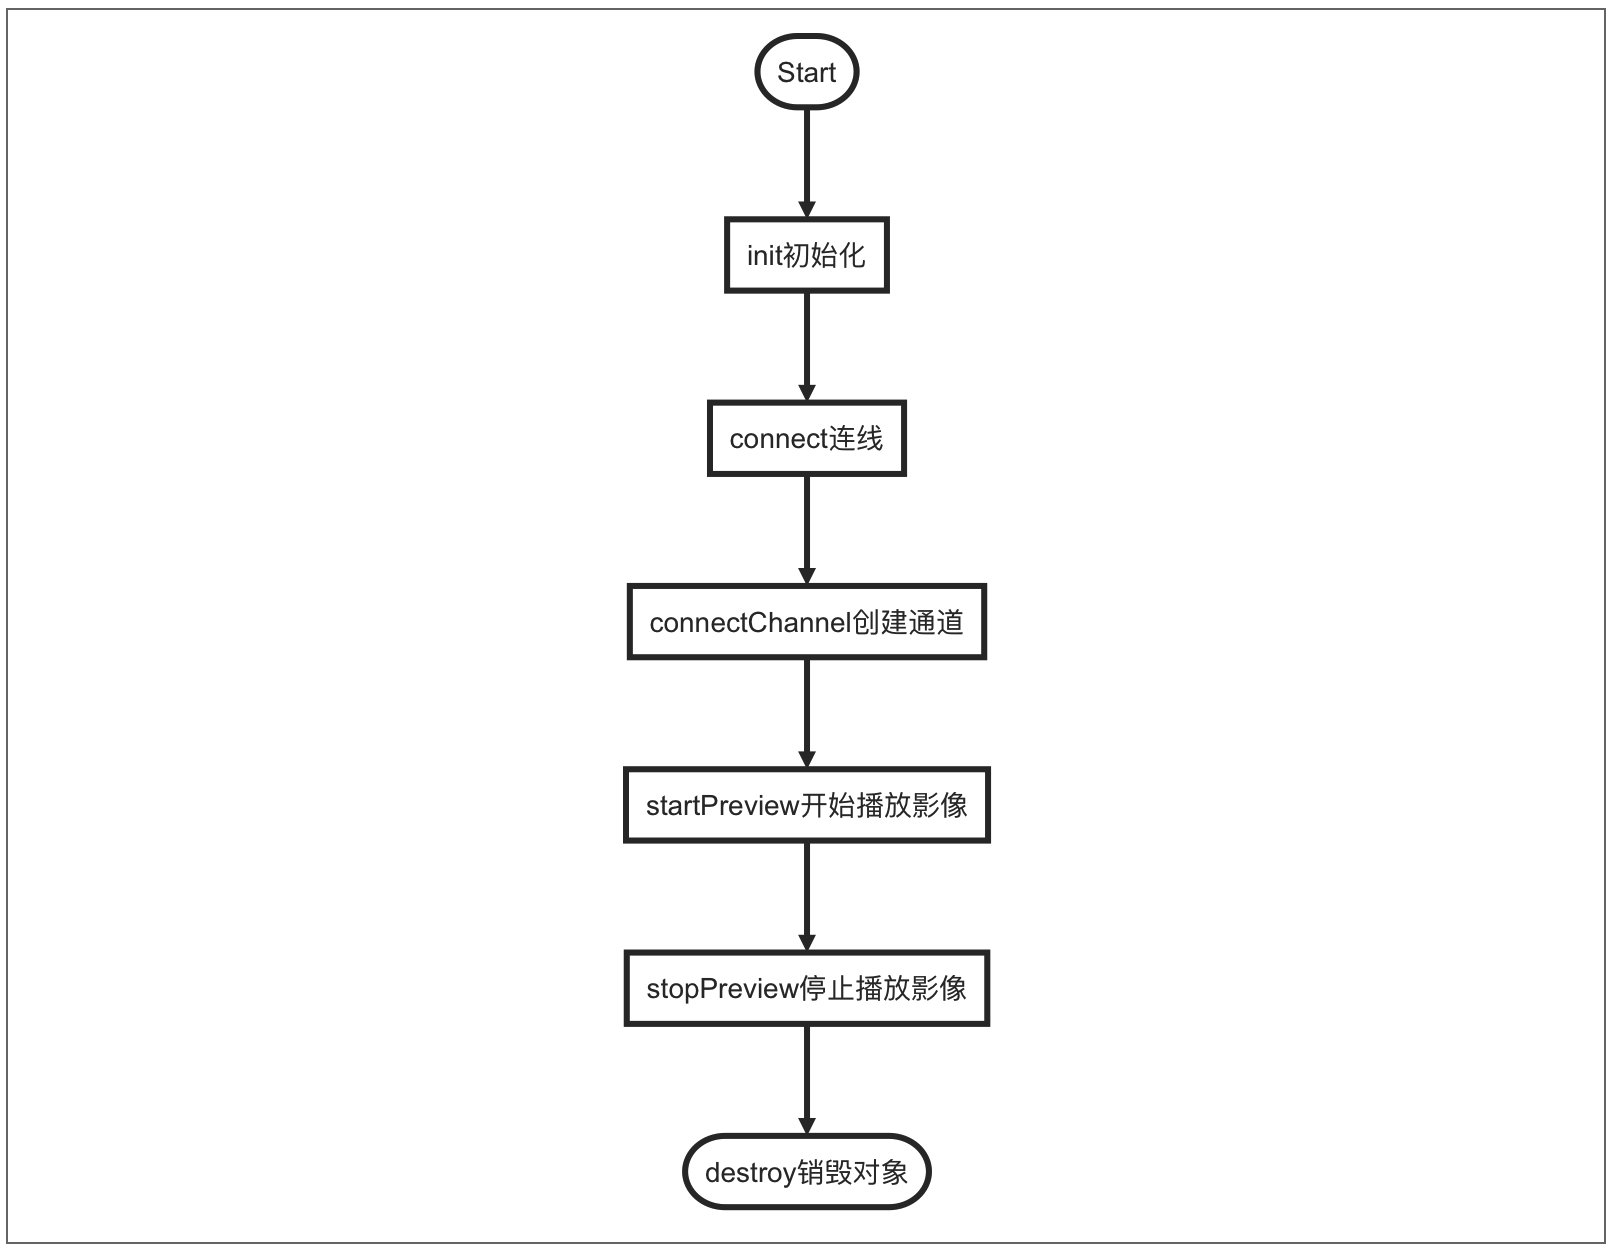 Start
init初始化
connect连线
connectChannel创建通道
startPreview开始播放影像
stopPreview停止播放影像
destroy销毁对象